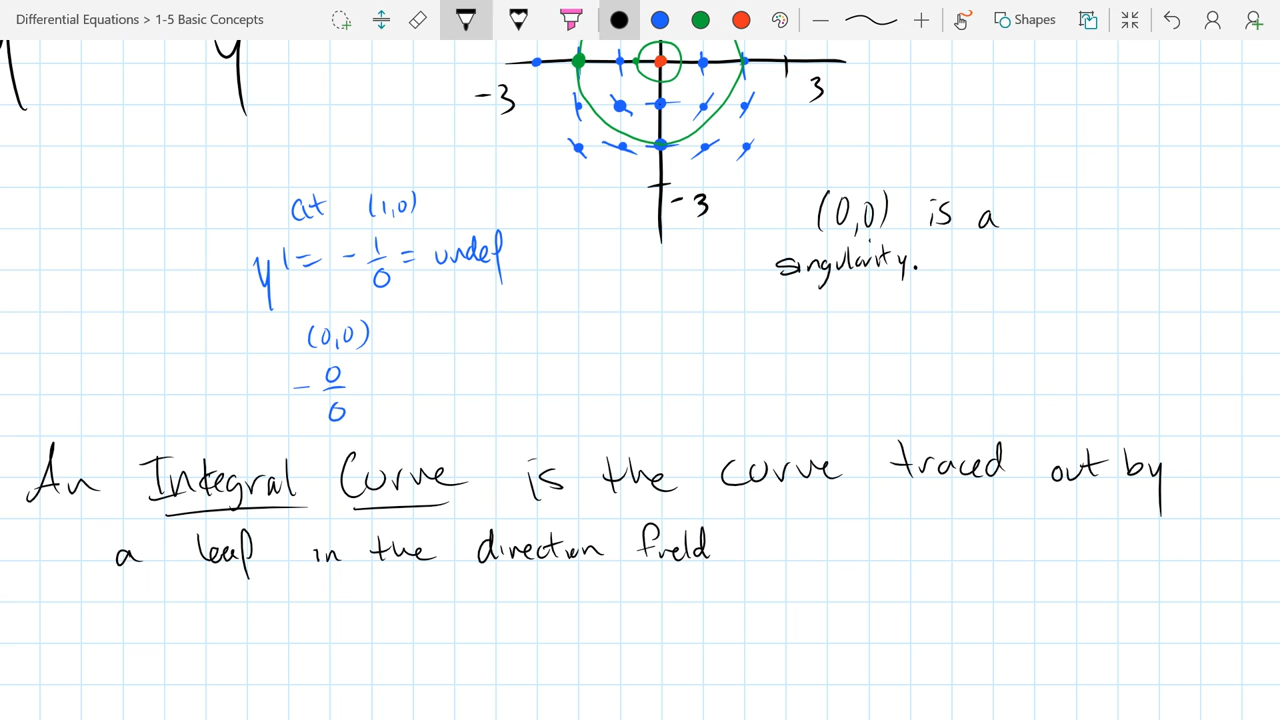 Differential Equations > 1-5 Basic Concepts
Shapes
y
-3
3
-3
at (1,0)
y' = - 1/0 = undef
(0,0)
- 0/0
(0,0) is a
singularity.
An Integral Curve is the curve traced out by
a leaf in the direction field